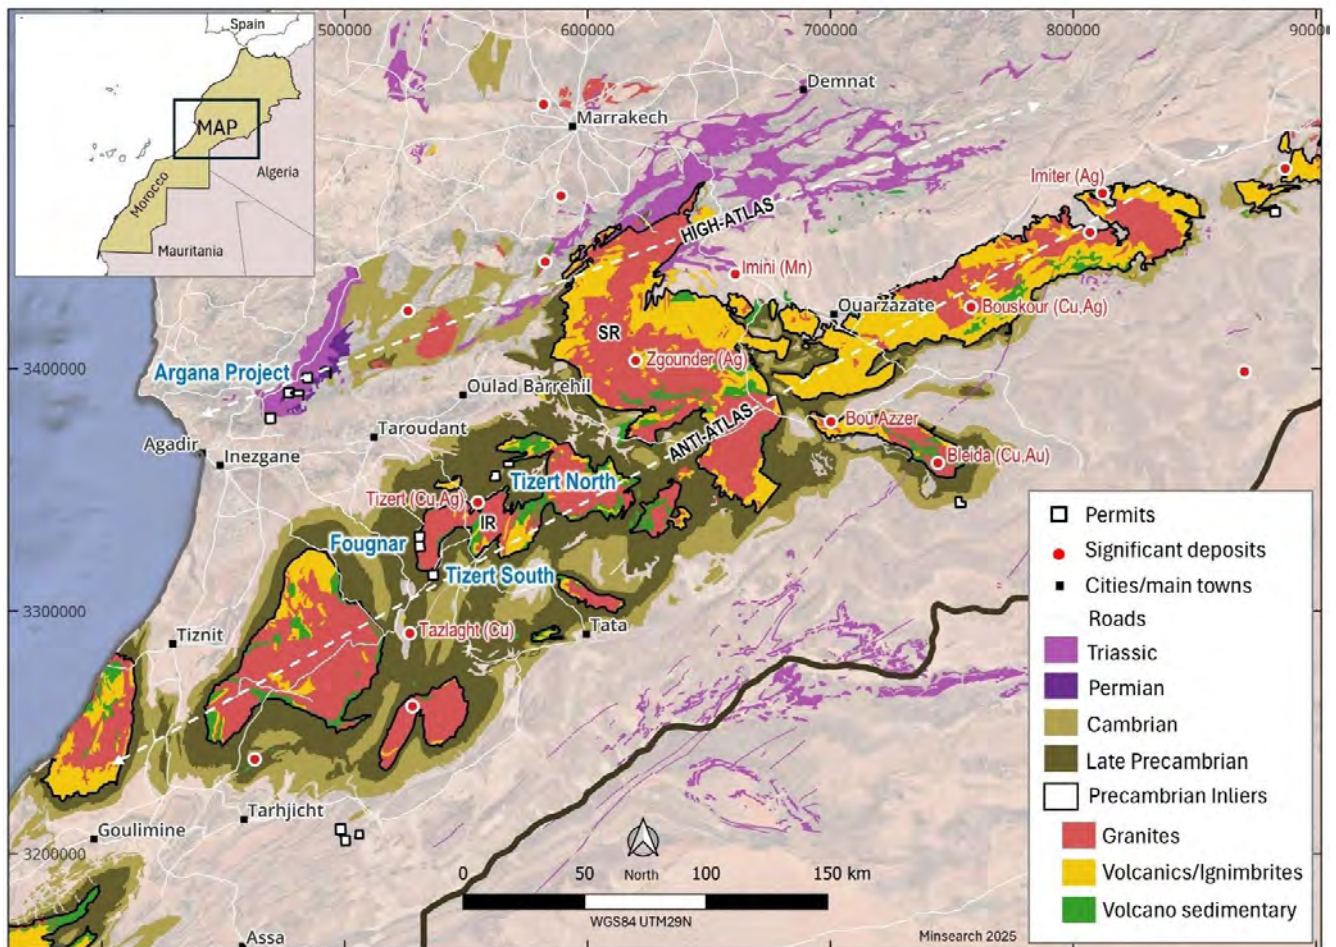 500000
600000
700000
800000
90000
Spain
MAP
Algeria
Morocco
Mauritania
Demnat
Marrakech
Imiter (Ag)
HIGH-ATLAS
Imini (Mn)
Ouarzazate
Bouskour (Cu,Ag)
SR
Zgounder (Ag)
3400000
Argana Project
Oulad Barrehil
ANTI-ATLAS
Bou Azzer
Taroudant
Agadir
Inezgane
Bleida (Cu,Au)
Tizert North
Tizert (Cu,Ag)
IR
Fougnar
Tizert South
3300000
Tiznit
Tazlaght (Cu)
Tata
Tarhjicht
Goulimine
3200000
Assa
North
0 50 100 150 km
WGS84 UTM29N
Permits
Significant deposits
Cities/main towns
Roads
Triassic
Permian
Cambrian
Late Precambrian
Precambrian Inliers
Granites
Volcanics/Ignimbrites
Volcano sedimentary
Minsearch 2025